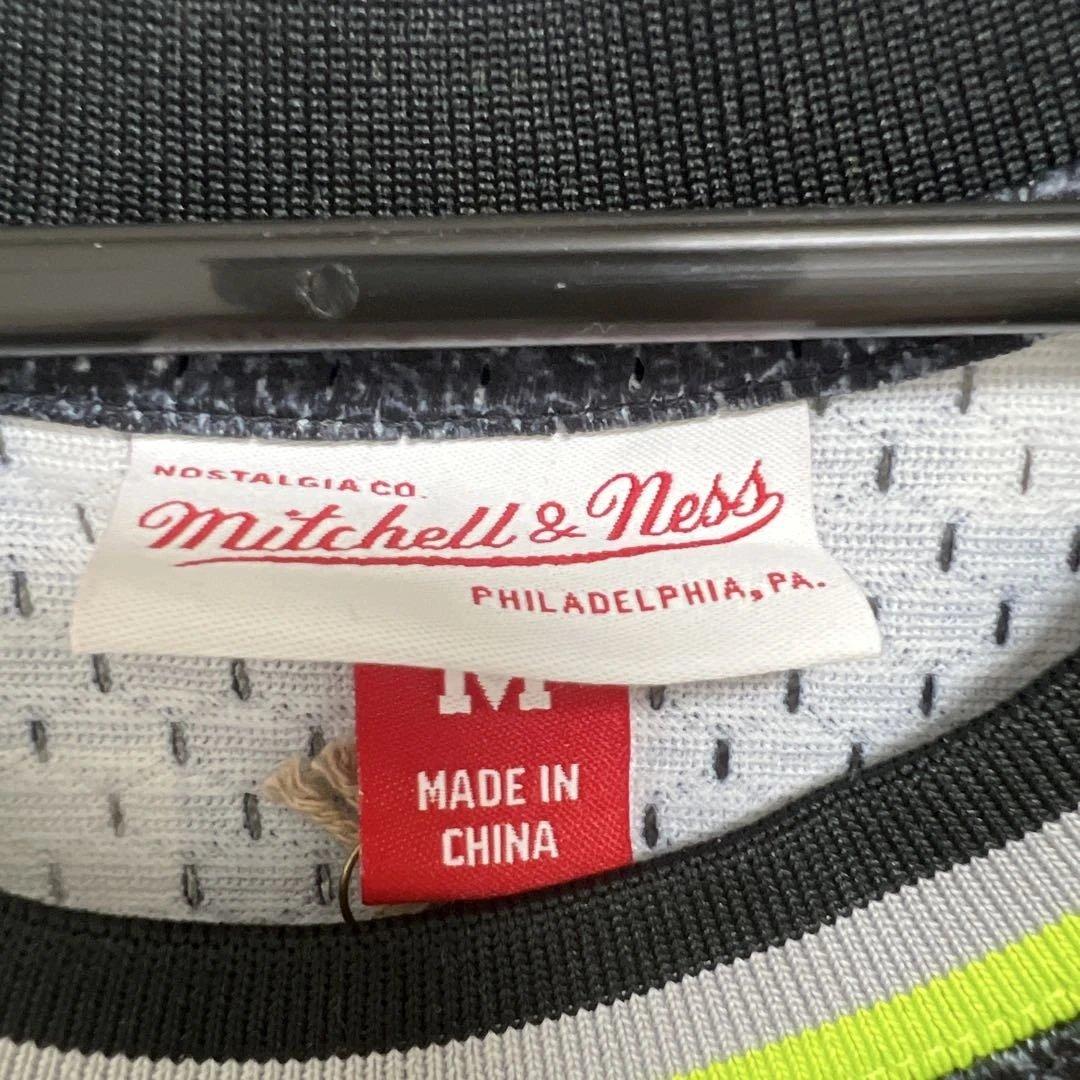 NOSTALGIA CO.
Mitchell & Ness
PHILADELPHIA, PA.
M
MADE IN
CHINA